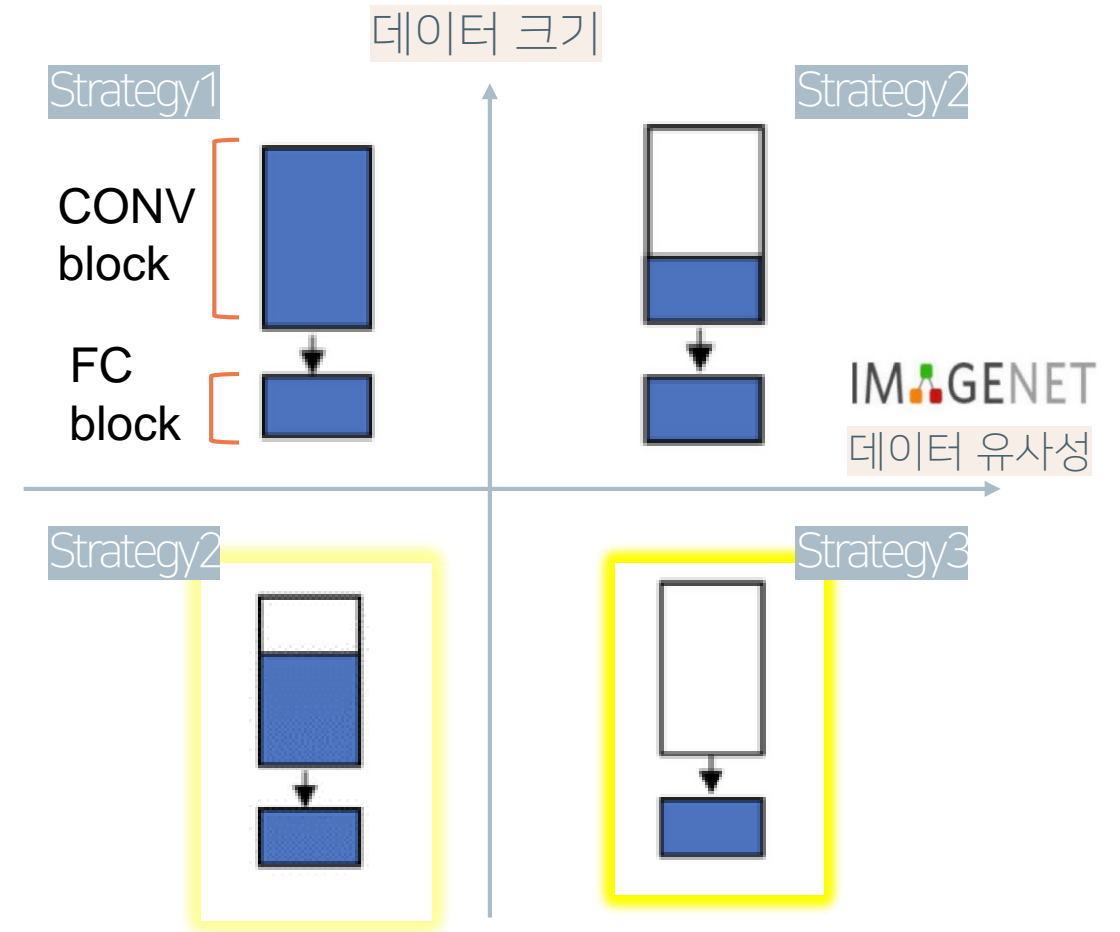 데이터 크기
Strategy1
Strategy2
CONV
block
FC
block
IMAGENET
데이터 유사성
Strategy2
Strategy3